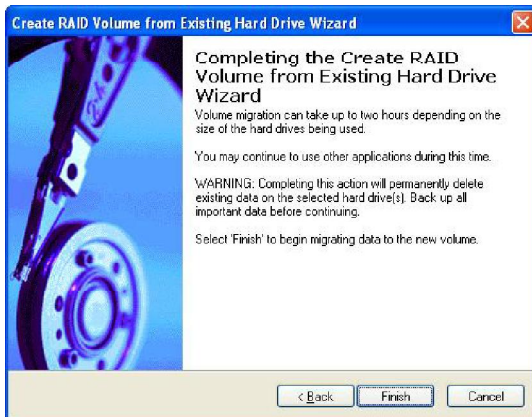 Create RAID Volume from Existing Hard Drive Wizard
Completing the Create RAID
Volume from Existing Hard Drive
Wizard
Volume migration can take up to two hours depending on the
size of the hard drives being used.
You may continue to use other applications during this time.
WARNING: Completing this action will permanently delete
existing data on the selected hard drive(s). Back up all
important data before continuing.
Select 'Finish' to begin migrating data to the new volume.
< Back
Finish
Cancel